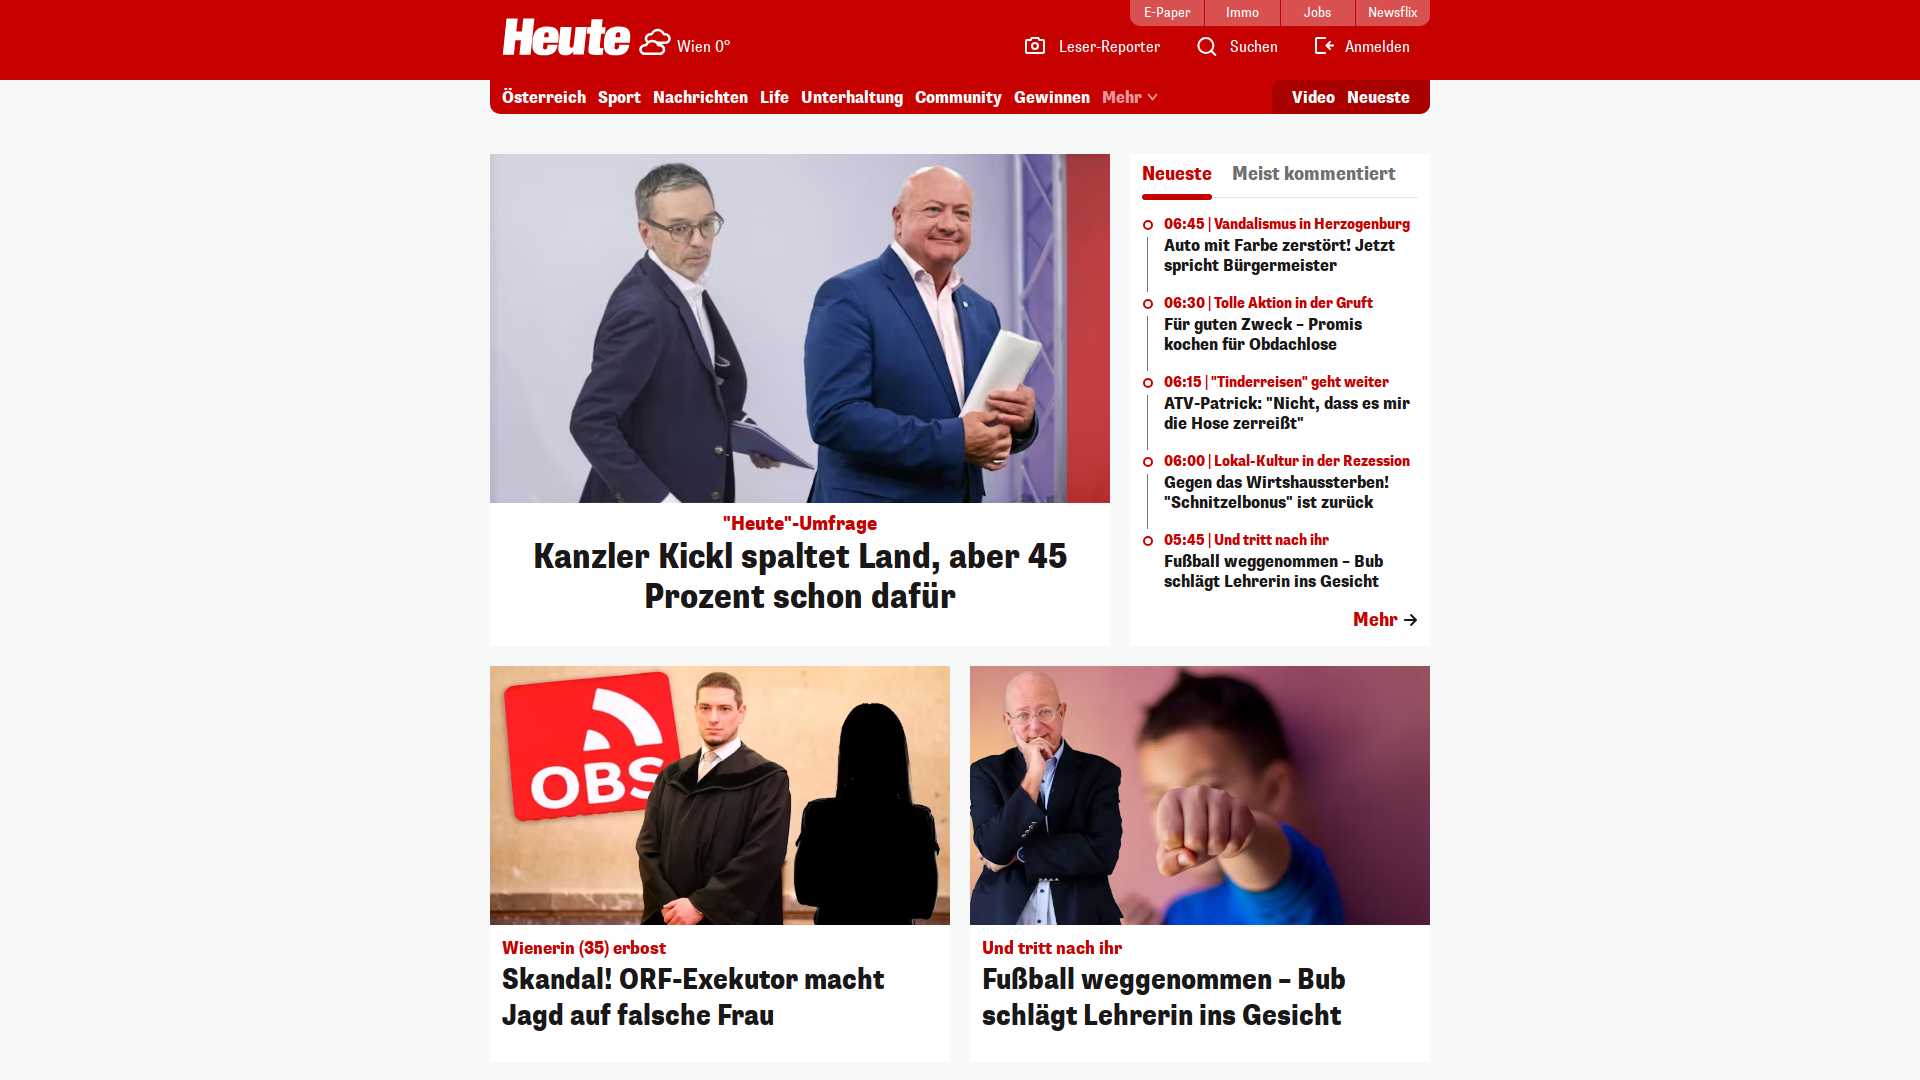 E-Paper
Immo
Jobs
Newsflix
Heute
Wien 0°
Leser-Reporter
Suchen
Anmelden
Österreich
Sport
Nachrichten
Life
Unterhaltung
Community
Gewinnen
Mehr
Video
Neueste
"Heute"-Umfrage
Kanzler Kickl spaltet Land, aber 45
Prozent schon dafür
Neueste
Meist kommentiert
06:45 | Vandalismus in Herzogenburg
Auto mit Farbe zerstört! Jetzt
spricht Bürgermeister
06:30 | Tolle Aktion in der Gruft
Für guten Zweck – Promis
kochen für Obdachlose
06:15 | "Tinderreisen" geht weiter
ATV-Patrick: "Nicht, dass es mir
die Hose zerreißt"
06:00 | Lokal-Kultur in der Rezession
Gegen das Wirtshaussterben!
"Schnitzelbonus" ist zurück
05:45 | Und tritt nach ihr
Fußball weggenommen – Bub
schlägt Lehrerin ins Gesicht
Mehr
OBS
Wienerin (35) erbost
Skandal! ORF-Exekutor macht
Jagd auf falsche Frau
Und tritt nach ihr
Fußball weggenommen – Bub
schlägt Lehrerin ins Gesicht